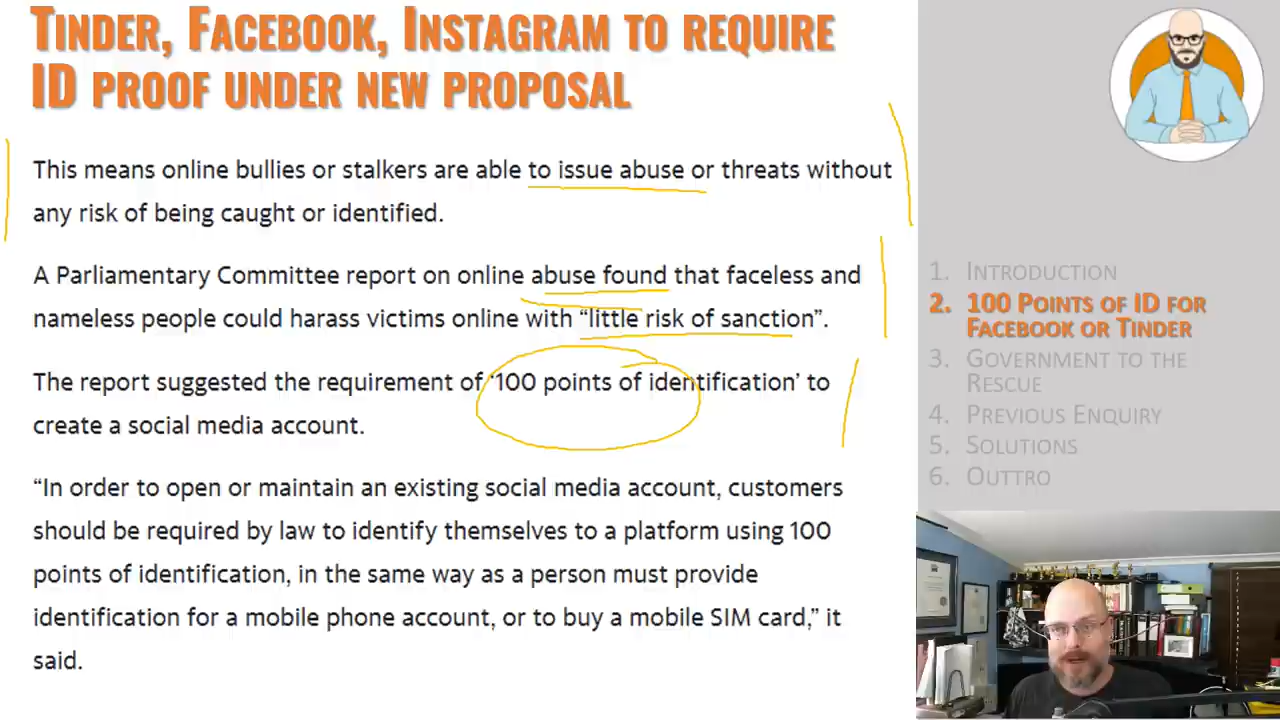 TINDER, FACEBOOK, INSTAGRAM TO REQUIRE
ID PROOF UNDER NEW PROPOSAL
This means online bullies or stalkers are able to issue abuse or threats without
any risk of being caught or identified.
A Parliamentary Committee report on online abuse found that faceless and
nameless people could harass victims online with “little risk of sanction”.
The report suggested the requirement of ‘100 points of identification’ to
create a social media account.
“In order to open or maintain an existing social media account, customers
should be required by law to identify themselves to a platform using 100
points of identification, in the same way as a person must provide
identification for a mobile phone account, or to buy a mobile SIM card,” it
said.
1. INTRODUCTION
2. 100 POINTS OF ID FOR
FACEBOOK OR TINDER
3. GOVERNMENT TO THE
RESCUE
4. PREVIOUS ENQUIRY
5. SOLUTIONS
6. OUTTRO